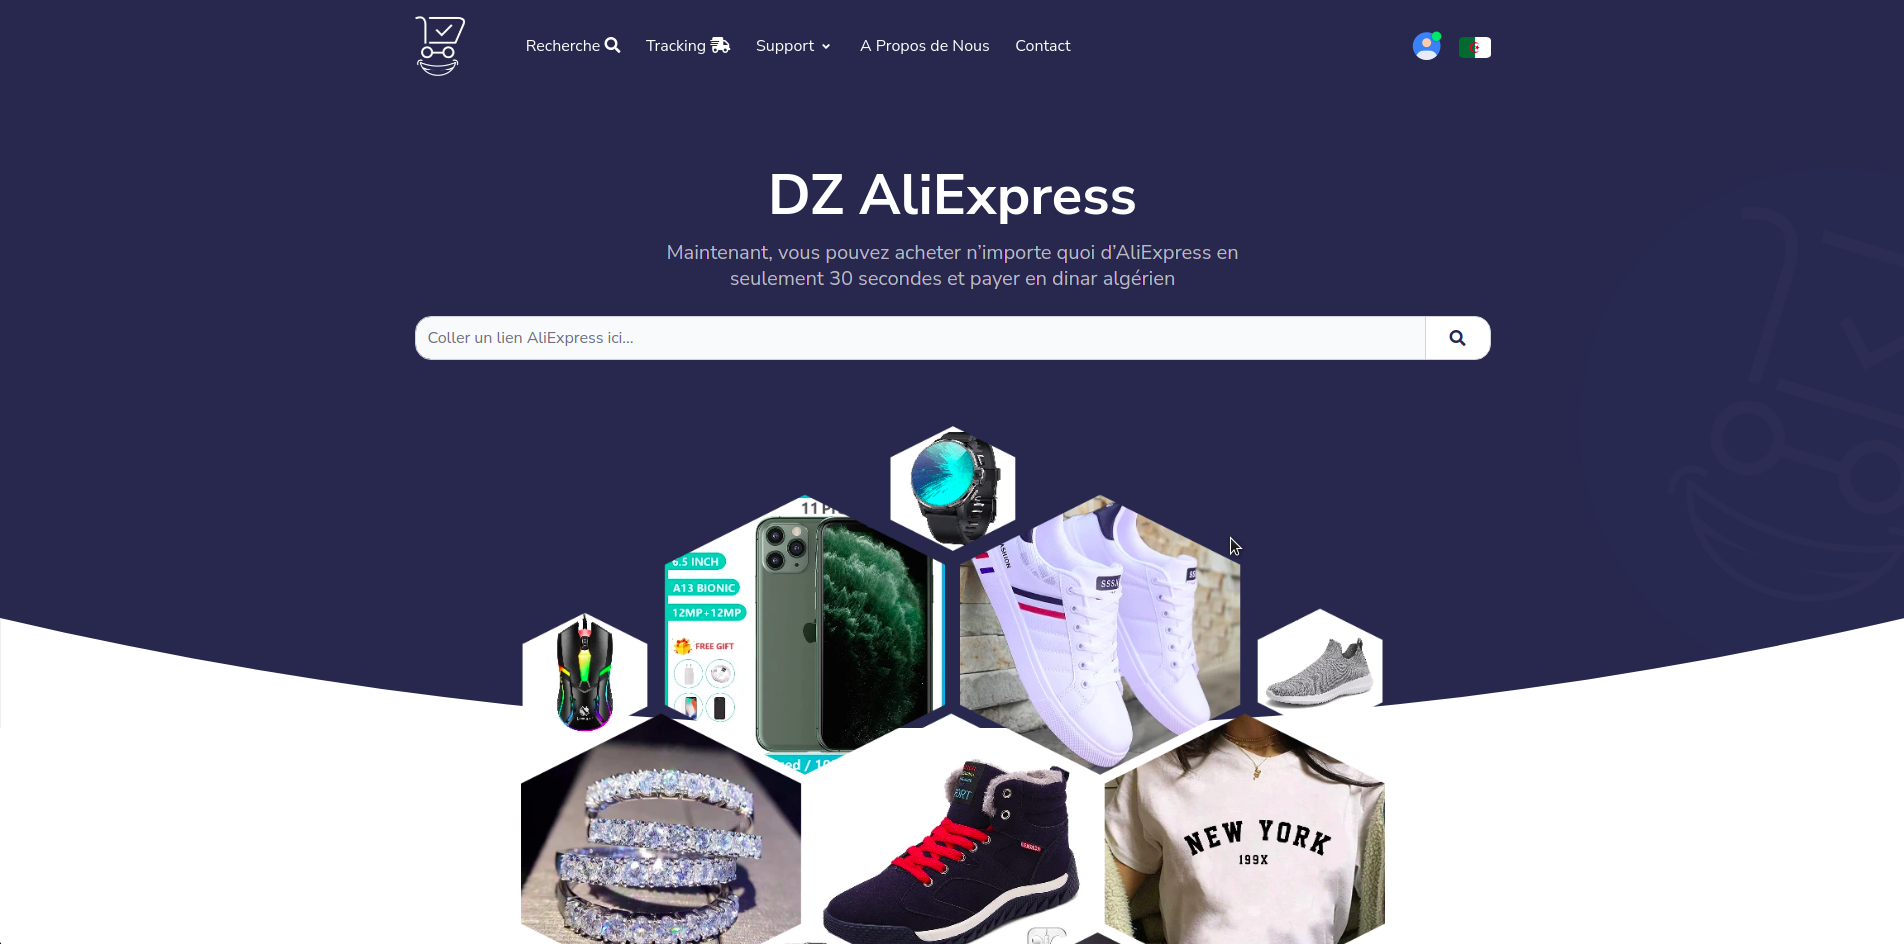 Recherche
Tracking
Support
A Propos de Nous
Contact
DZ AliExpress
Maintenant, vous pouvez acheter n’importe quoi d’AliExpress en
seulement 30 secondes et payer en dinar algérien
Coller un lien AliExpress ici...
11
6.5 INCH
A13 BIONIC
12MP+12MP
FREE GIFT
FASHION
NEW YORK
199X